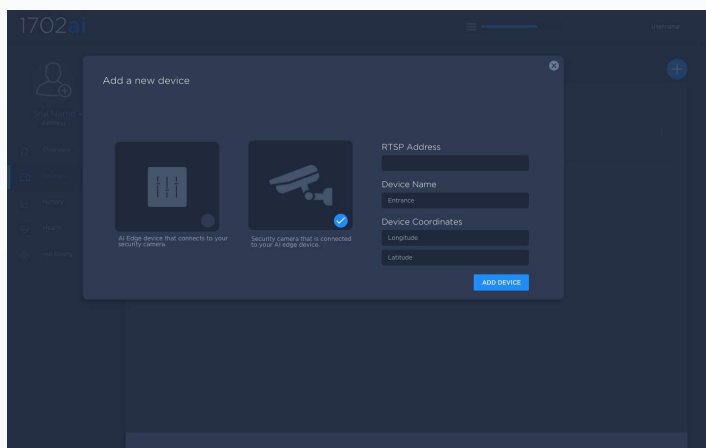 1702ai
Username
Add a new device
Overview
RTSP Address
Device Name
Entrance
Device Coordinates
Longitude
Latitude
AI Edge device that connects to your
security camera.
Security camera that is connected
to your AI edge device.
ADD DEVICE